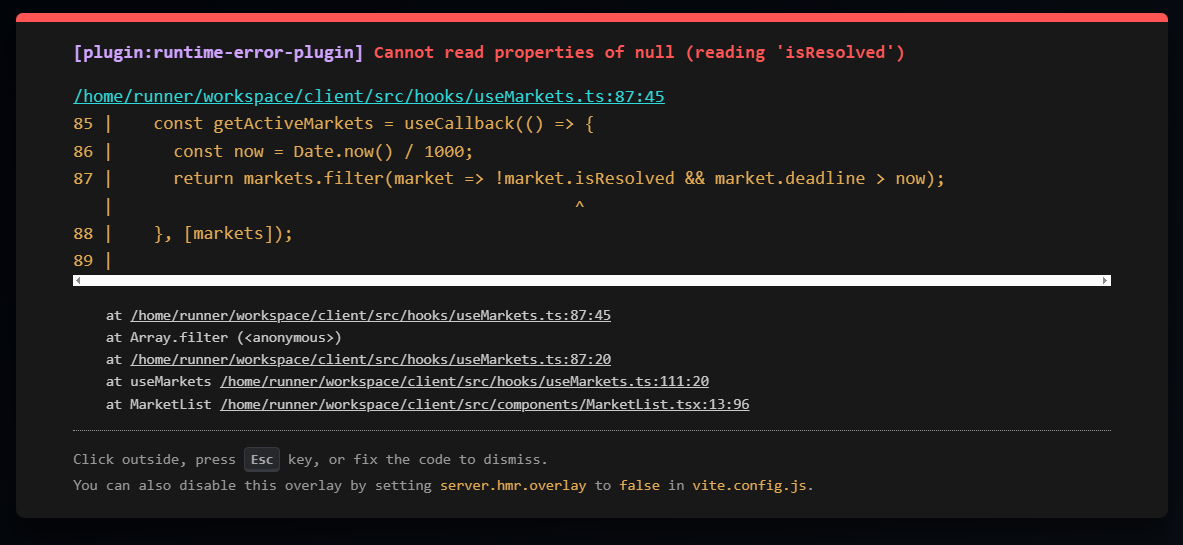 [plugin:runtime-error-plugin] Cannot read properties of null (reading 'isResolved')
/home/runner/workspace/client/src/hooks/useMarkets.ts:87:45
85 |    const getActiveMarkets = useCallback(() => {
86 |      const now = Date.now() / 1000;
87 |      return markets.filter(market => !market.isResolved && market.deadline > now);
   |                                              ^
88 |    }, [markets]);
89 |
at /home/runner/workspace/client/src/hooks/useMarkets.ts:87:45
at Array.filter (<anonymous>)
at /home/runner/workspace/client/src/hooks/useMarkets.ts:87:20
at useMarkets /home/runner/workspace/client/src/hooks/useMarkets.ts:111:20
at MarketList /home/runner/workspace/client/src/components/MarketList.tsx:13:96
Click outside, press Esc key, or fix the code to dismiss.
You can also disable this overlay by setting server.hmr.overlay to false in vite.config.js.